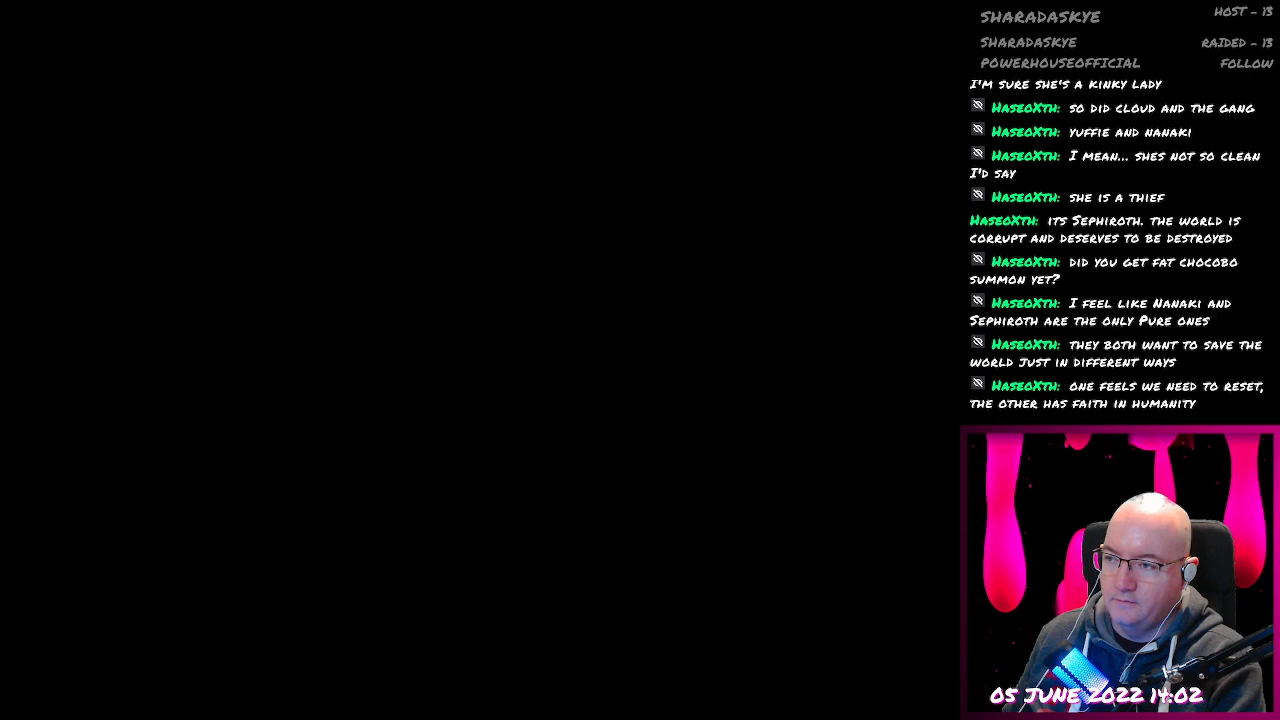 SHARADASKYE HOST - 13
SHARADASKYE RAIDED - 13
POWERHOUSEOFFICIAL FOLLOW
I'M SURE SHE'S A KINKY LADY
HASEOXTH: SO DID CLOUD AND THE GANG
HASEOXTH: YUFFIE AND NANAKI
HASEOXTH: I MEAN... SHES NOT SO CLEAN
I'D SAY
HASEOXTH: SHE IS A THIEF
HASEOXTH: ITS SEPHIROTH. THE WORLD IS
CORRUPT AND DESERVES TO BE DESTROYED
HASEOXTH: DID YOU GET FAT CHOCOBO
SUMMON YET?
HASEOXTH: I FEEL LIKE NANAKI AND
SEPHIROTH ARE THE ONLY PURE ONES
HASEOXTH: THEY BOTH WANT TO SAVE THE
WORLD JUST IN DIFFERENT WAYS
HASEOXTH: ONE FEELS WE NEED TO RESET,
THE OTHER HAS FAITH IN HUMANITY
05 JUNE 2022 14:02